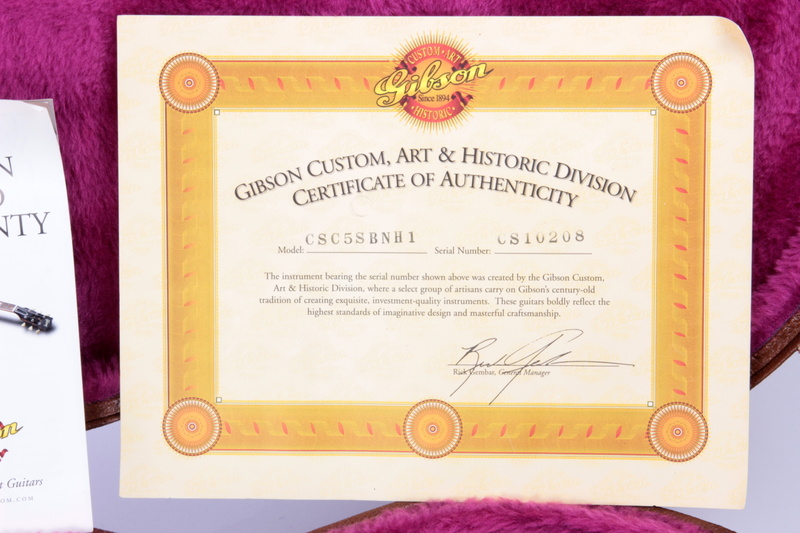 CUSTOM · ART
Gibson
Since 1894
HISTORIC
GIBSON CUSTOM, ART & HISTORIC DIVISION
CERTIFICATE OF AUTHENTICITY
Model: CSC5SBNH1 Serial Number: CS10208
The instrument bearing the serial number shown above was created by the Gibson Custom,
Art & Historic Division, where a select group of artisans carry on Gibson's century-old
tradition of creating exquisite, investment-quality instruments. These guitars boldly reflect the
highest standards of imaginative design and masterful craftsmanship.
Rick Gembar, General Manager
N
NTY
n
t Guitars
OM.COM